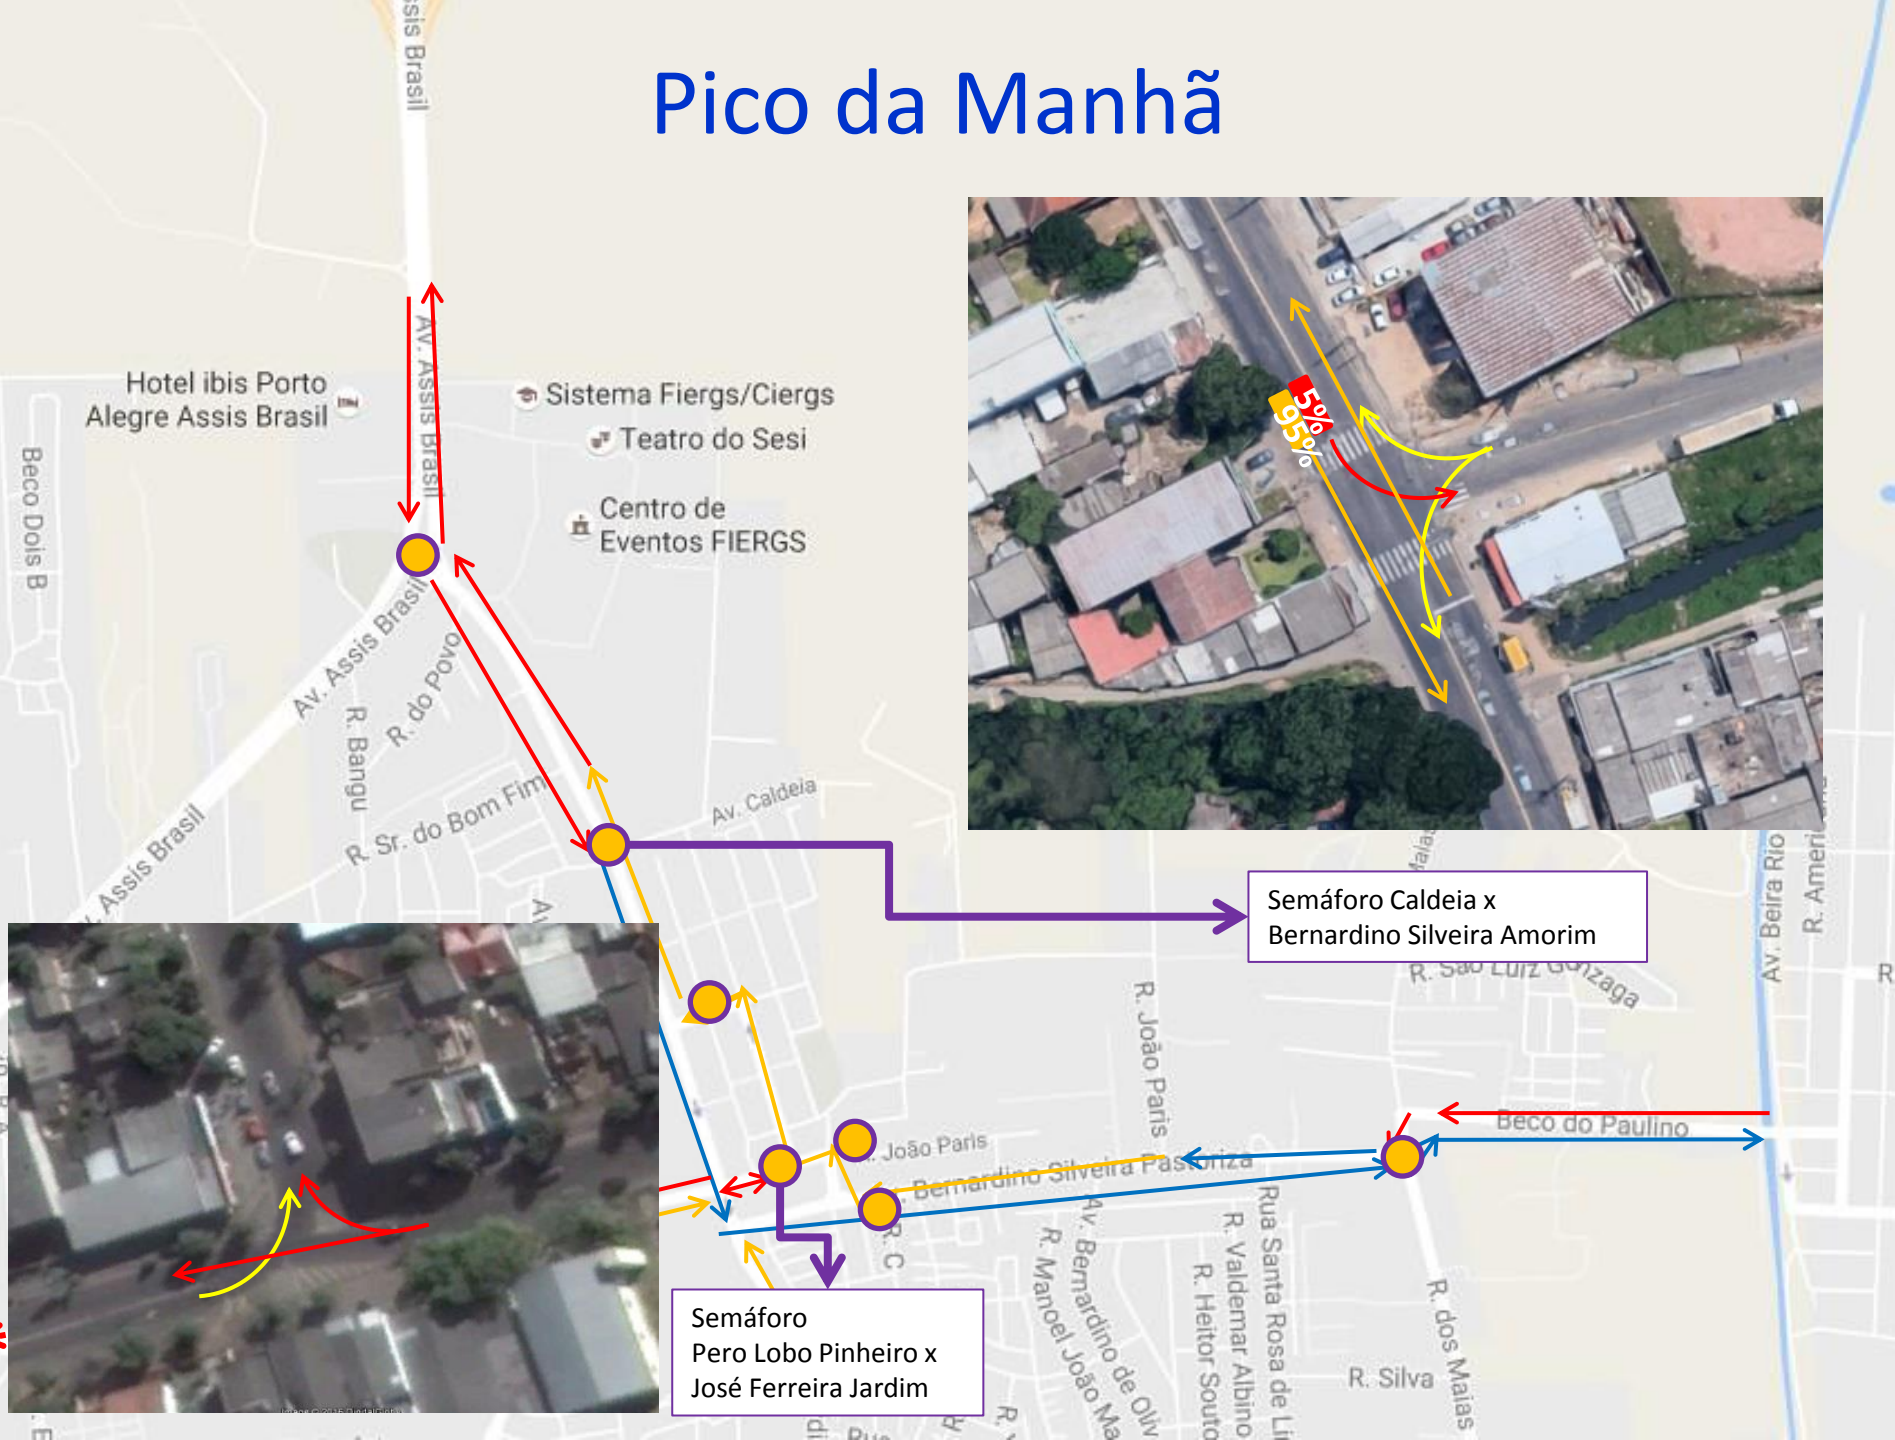 Pico da Manhã
Assis Brasil
Av. Assis Brasil
Hotel ibis Porto
Alegre Assis Brasil
Sistema Fiergs/Ciergs
Teatro do Sesi
Centro de
Eventos FIERGS
Beco Dois B
5%
95%
Av. Assis Brasil
R. do Povo
R. Bangu
R. Sr. do Bom Fim
Av. Caldeia
Assis Brasil
Semáforo Caldeia x
Bernardino Silveira Amorim
Av. Beira Rio
R. Ameri
R. São Luiz Gonzaga
R. João Paris
João Paris
Beco do Paulino
Bernardino Silveira Pastoriza
R. C
Av. Bernardino de Oliv
R. Manoel João Ma
Rua Santa Rosa de Li
R. Valdemar Albino
R. Heitor Souto
R. dos Maias
R. Silva
Semáforo
Pero Lobo Pinheiro x
José Ferreira Jardim